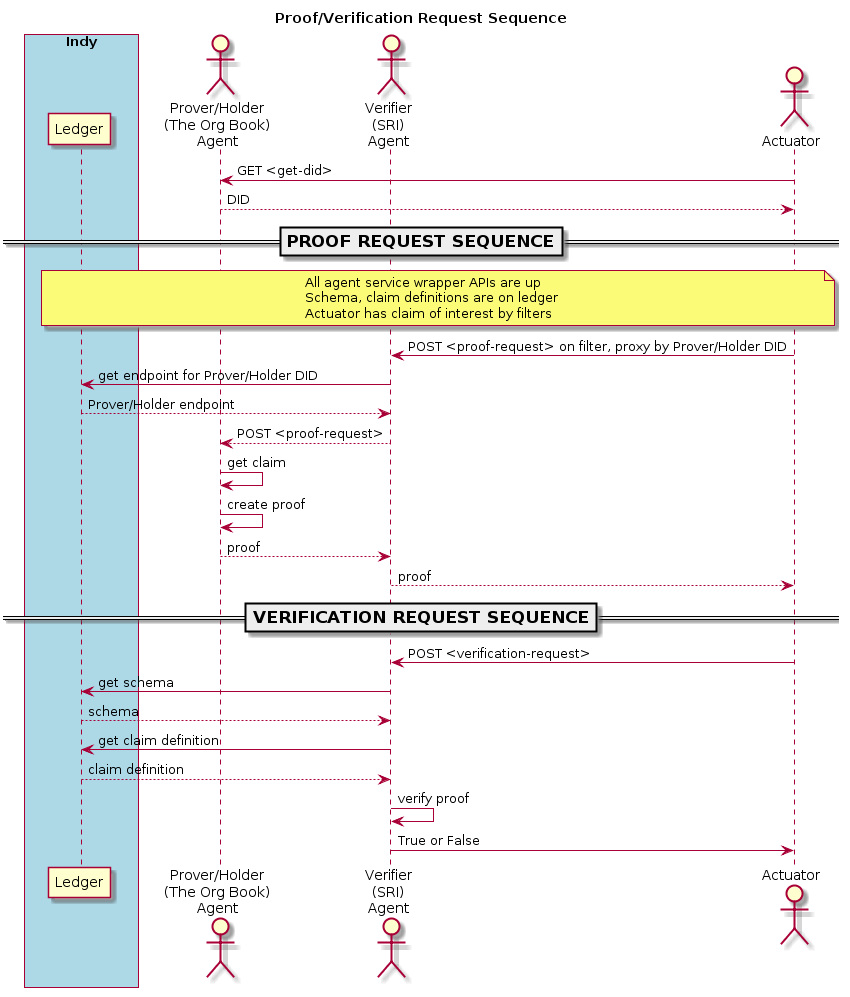 Proof/Verification Request Sequence
Indy
Ledger
Prover/Holder
(The Org Book)
Agent
Verifier
(SRI)
Agent
Actuator
GET <get-did>
DID
PROOF REQUEST SEQUENCE
All agent service wrapper APIs are up
Schema, claim definitions are on ledger
Actuator has claim of interest by filters
POST <proof-request> on filter, proxy by Prover/Holder DID
get endpoint for Prover/Holder DID
Prover/Holder endpoint
POST <proof-request>
get claim
create proof
proof
proof
VERIFICATION REQUEST SEQUENCE
POST <verification-request>
get schema
schema
get claim definition
claim definition
verify proof
True or False
Ledger
Prover/Holder
(The Org Book)
Agent
Verifier
(SRI)
Agent
Actuator